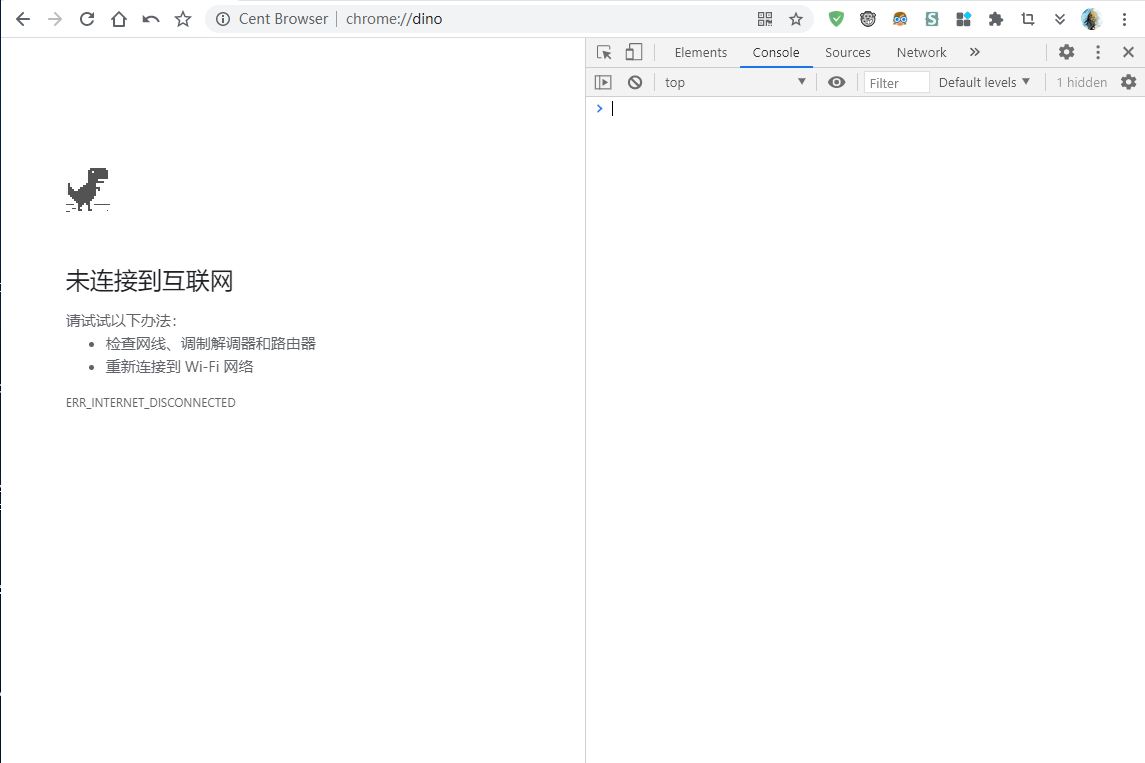 Cent Browser | chrome://dino
Elements Console Sources Network
top Filter Default levels 1 hidden
未连接到互联网
请试试以下办法：
检查网线、调制解调器和路由器
重新连接到 Wi-Fi 网络
ERR_INTERNET_DISCONNECTED